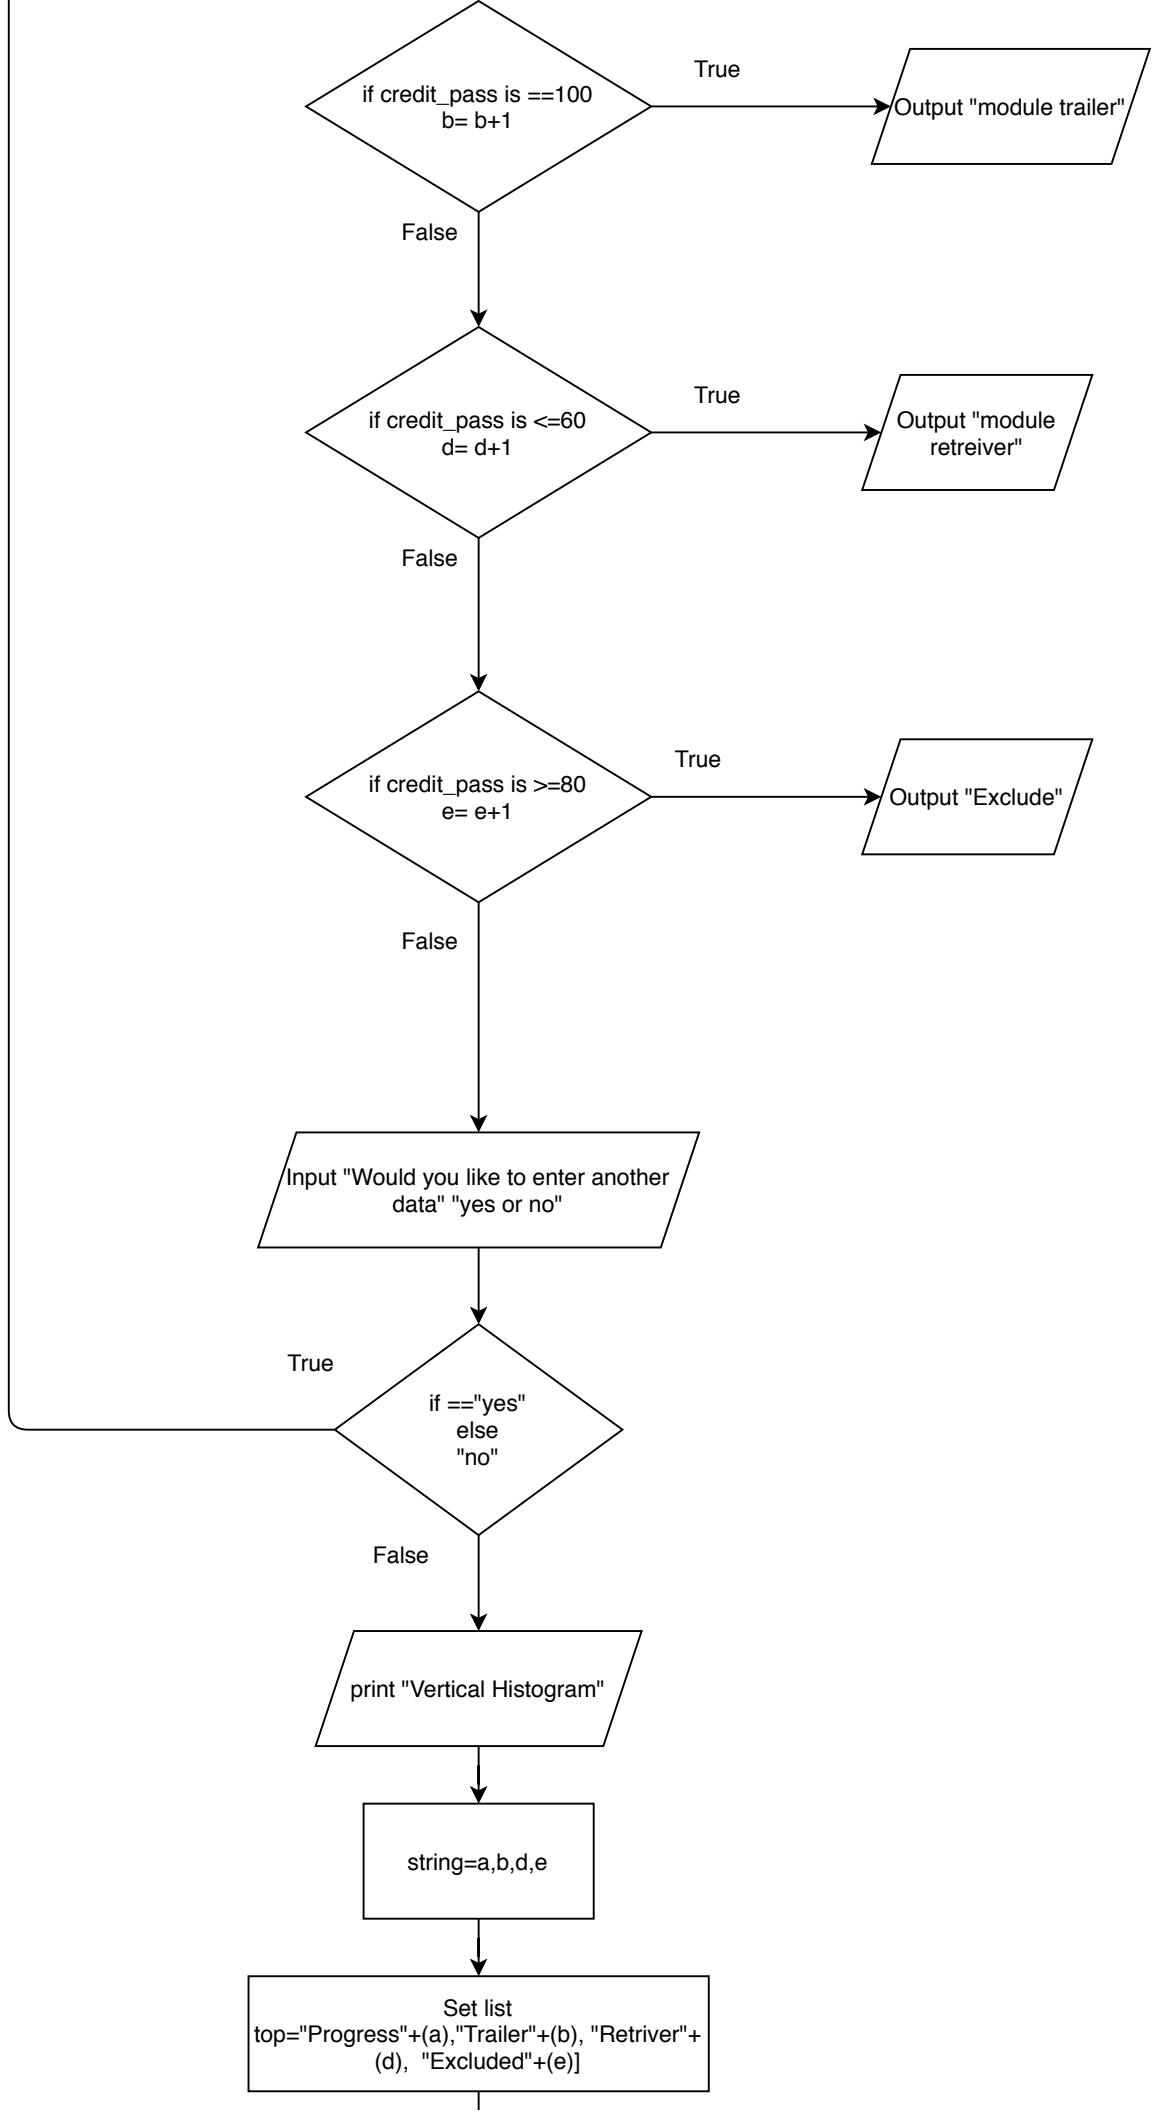 if credit_pass is ==100
b= b+1
True
Output "module trailer"
False
if credit_pass is <=60
d= d+1
True
Output "module
retreiver"
False
if credit_pass is >=80
e= e+1
True
Output "Exclude"
False
Input "Would you like to enter another
data" "yes or no"
True
if =="yes"
else
"no"
False
print "Vertical Histogram"
string=a,b,d,e
Set list
top="Progress"+(a),"Trailer"+(b), "Retriver"+
(d),  "Excluded"+(e)]